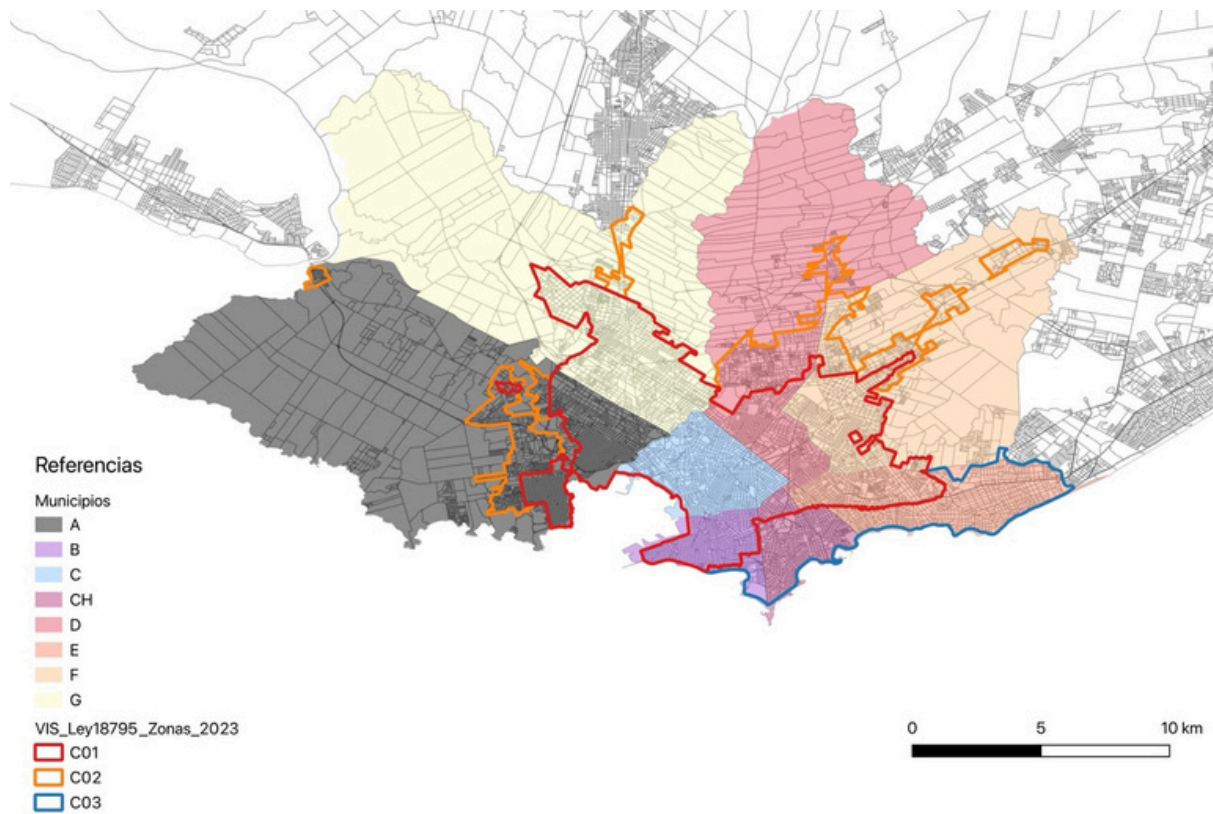 Referencias
Municipios
A
B
C
CH
D
E
F
G
VIS_Ley18795_Zonas_2023
C01
C02
C03
0 5 10 km